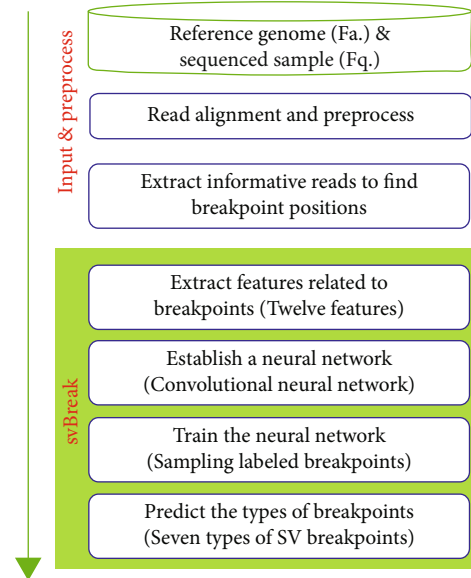 Input & preprocess
Reference genome (Fa.) &
sequenced sample (Fq.)
Read alignment and preprocess
Extract informative reads to find
breakpoint positions
svBreak
Extract features related to
breakpoints (Twelve features)
Establish a neural network
(Convolutional neural network)
Train the neural network
(Sampling labeled breakpoints)
Predict the types of breakpoints
(Seven types of SV breakpoints)